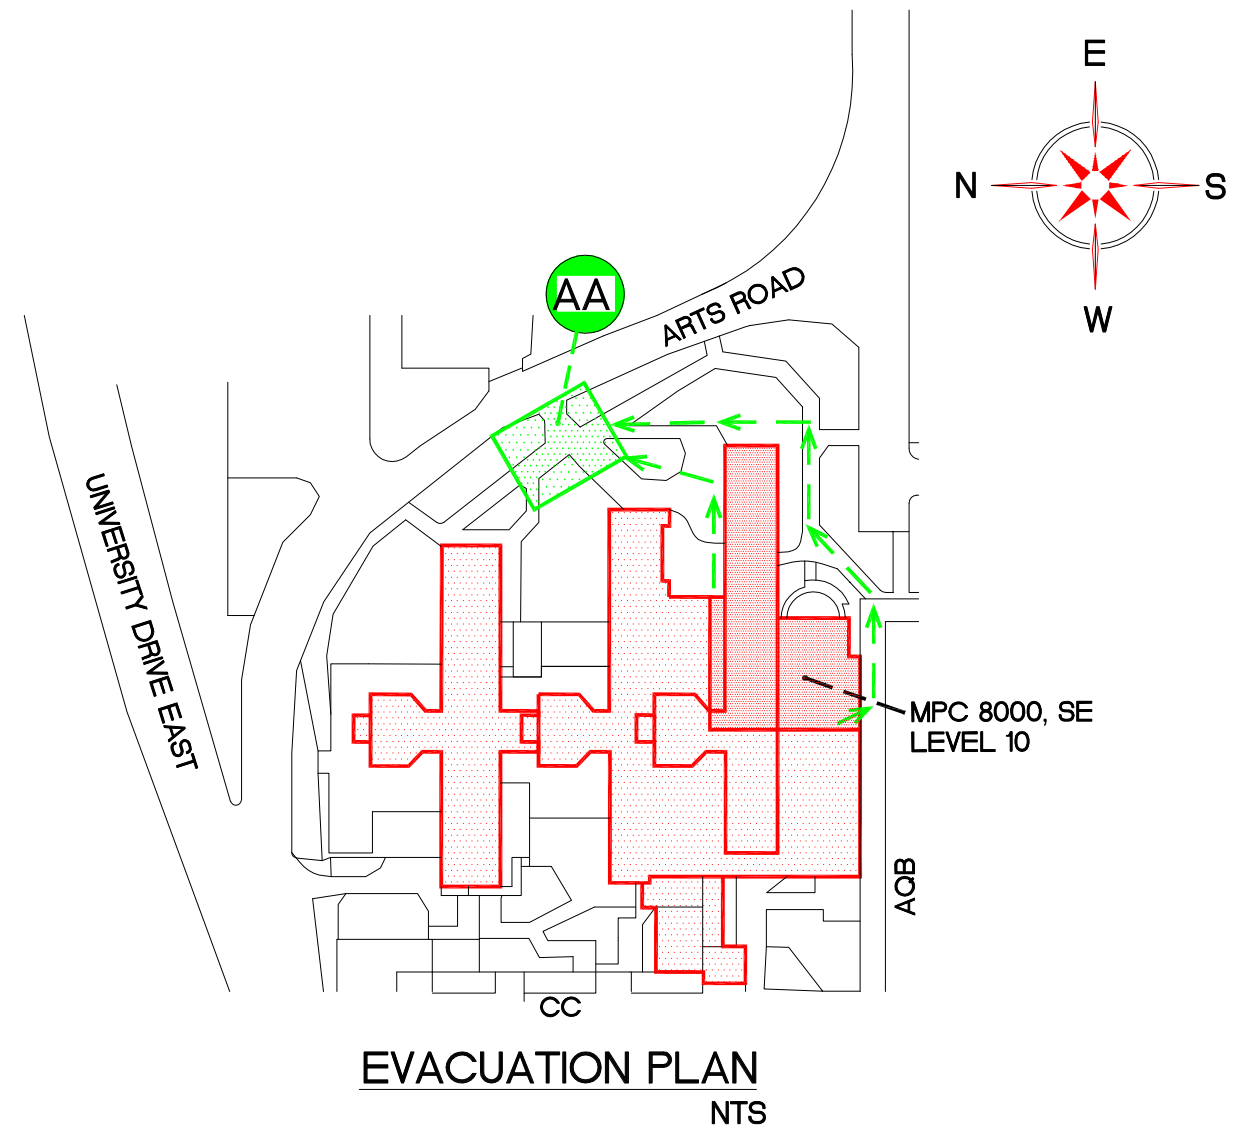 E
N
S
W
AA
ARTS ROAD
UNIVERSITY DRIVE EAST
MPC 8000, SE
LEVEL 10
AQB
CC
EVACUATION PLAN
NTS